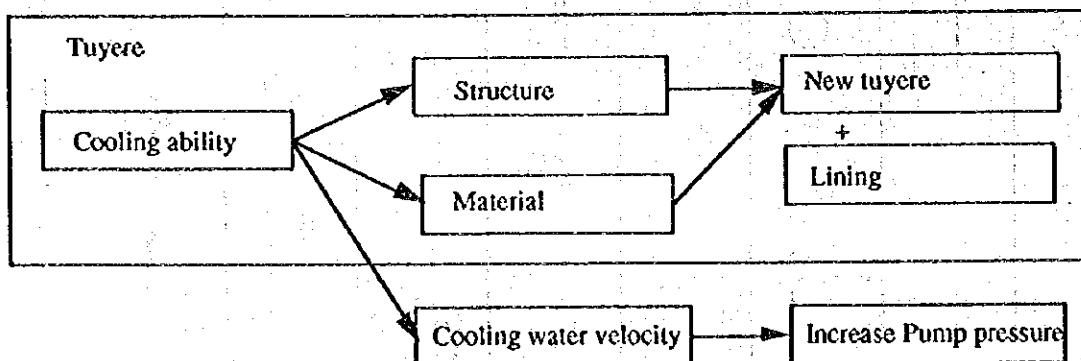 Tuyere
Structure
New tuyere
Cooling ability
+
Material
Lining
Cooling water velocity
Increase Pump pressure